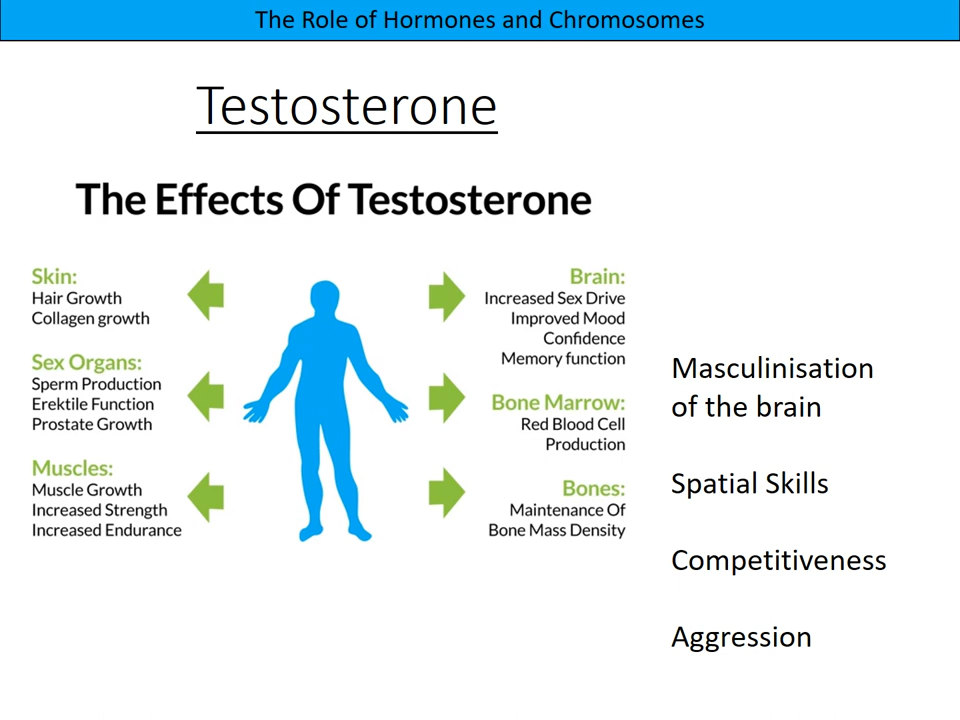 The Role of Hormones and Chromosomes
Testosterone
The Effects Of Testosterone
Skin:
Hair Growth
Collagen growth
Sex Organs:
Sperm Production
Erektile Function
Prostate Growth
Muscles:
Muscle Growth
Increased Strength
Increased Endurance
Brain:
Increased Sex Drive
Improved Mood
Confidence
Memory function
Bone Marrow:
Red Blood Cell
Production
Bones:
Maintenance Of
Bone Mass Density
Masculinisation
of the brain
Spatial Skills
Competitiveness
Aggression